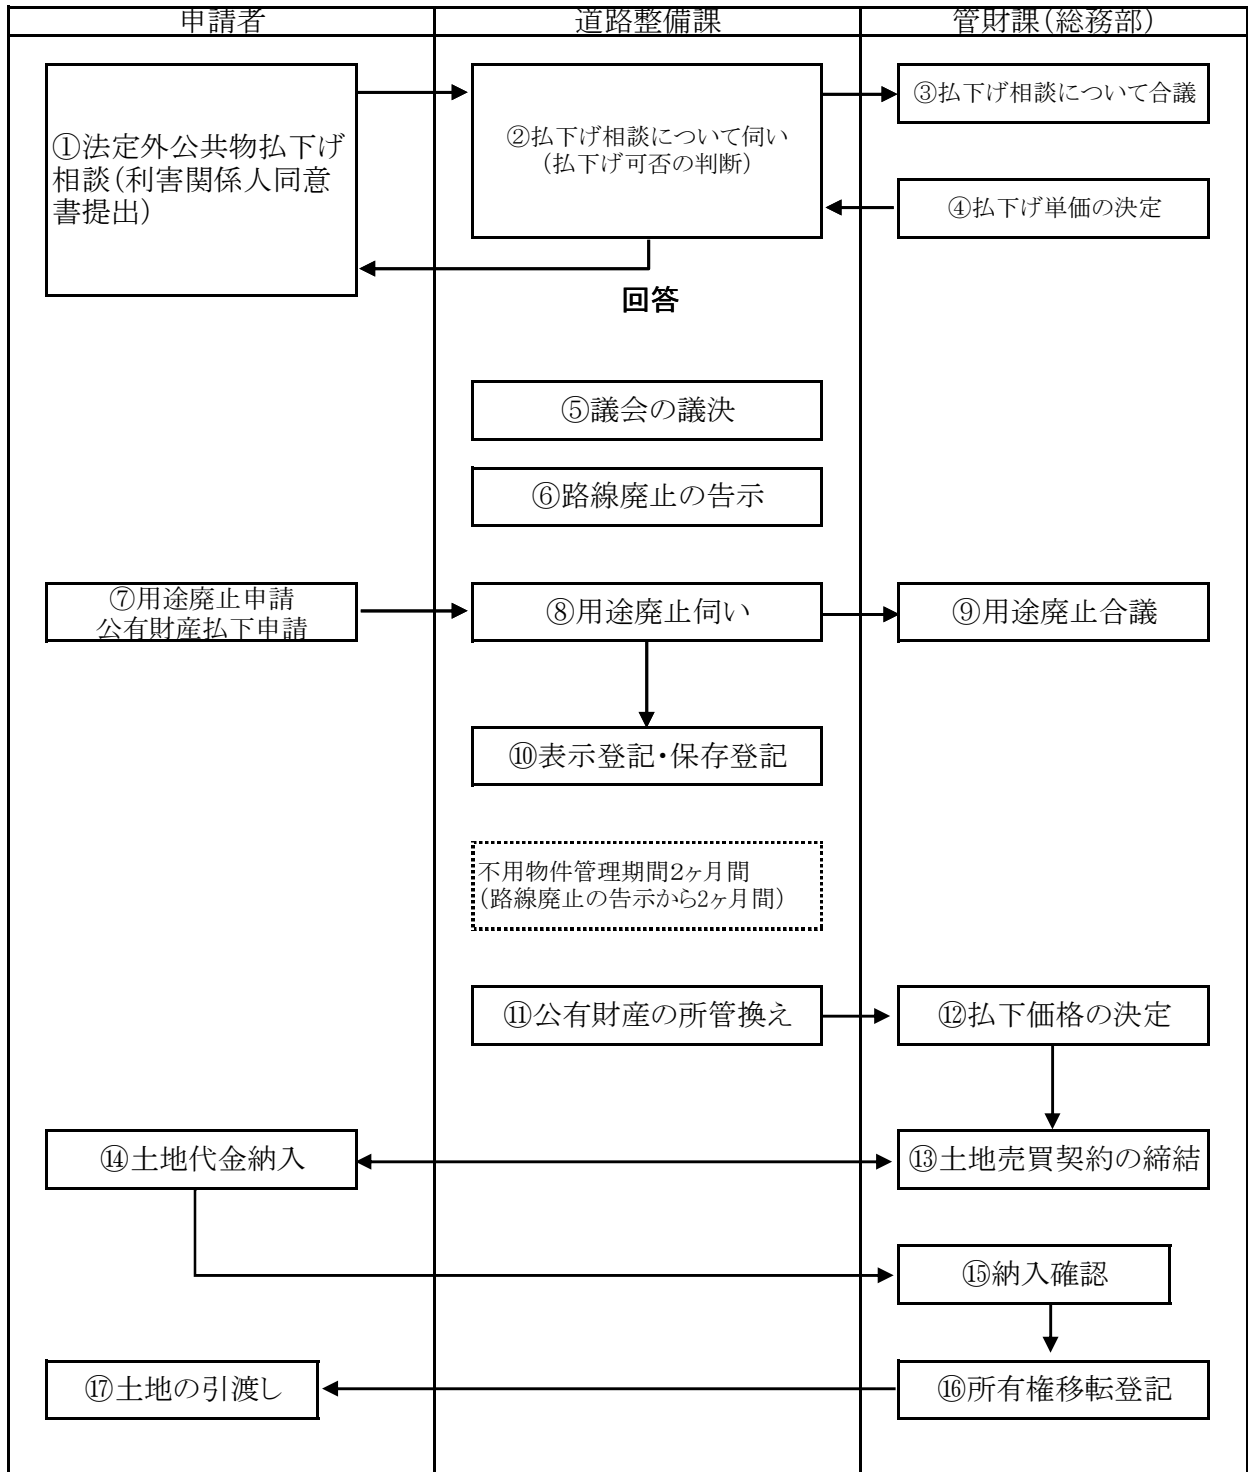 申請者
道路整備課
管財課（総務部）
①法定外公共物払下げ
相談（利害関係人同意
書提出）
②払下げ相談について伺い
（払下げ可否の判断）
③払下げ相談について合議
④払下げ単価の決定
回答
⑤議会の議決
⑥路線廃止の告示
⑦用途廃止申請
公有財産払下申請
⑧用途廃止伺い
⑨用途廃止合議
⑩表示登記・保存登記
不用物件管理期間2ヶ月間
（路線廃止の告示から2ヶ月間）
⑪公有財産の所管換え
⑫払下価格の決定
⑭土地代金納入
⑬土地売買契約の締結
⑮納入確認
⑰土地の引渡し
⑯所有権移転登記